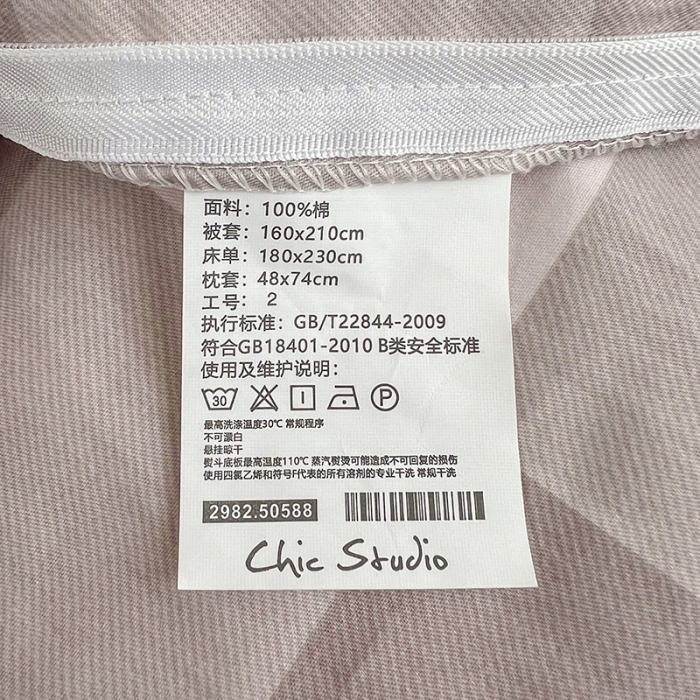 面料：100%棉
被套：160x210cm
床单：180x230cm
枕套：48x74cm
工号： 2
执行标准：GB/T22844-2009
符合GB18401-2010 B类安全标准
使用及维护说明：
30 P
最高洗涤温度30℃ 常规程序
不可漂白
悬挂晾干
熨斗底板最高温度110℃ 蒸汽熨烫可能造成不可回复的损伤
使用四氯乙烯和符号F代表的所有溶剂的专业干洗 常规干洗
2982.50588
Chic Studio